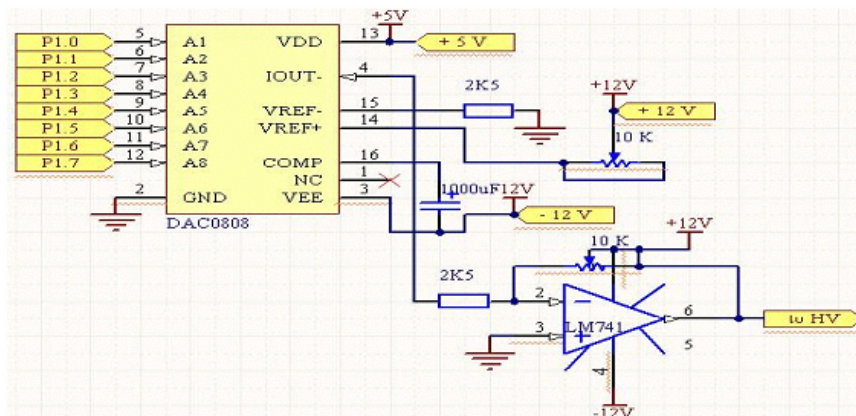 +5V
P1.0 5 A1 VDD 13 + 5 V
P1.1 6 A2
P1.2 7 A3 IOUT- 4
P1.3 8 A4
P1.4 9 A5 VREF- 15 2K5
P1.5 10 A6 VREF+ 14
P1.6 11 A7
P1.7 12 A8 COMP 16
NC 1
2 GND VEE 3
DAC0808
+12V
+ 12 V
10 K
1000uF
12V
- 12 V
+12V
10 K
2K5
2
3
LM741
6
to HV
5
4
-12V